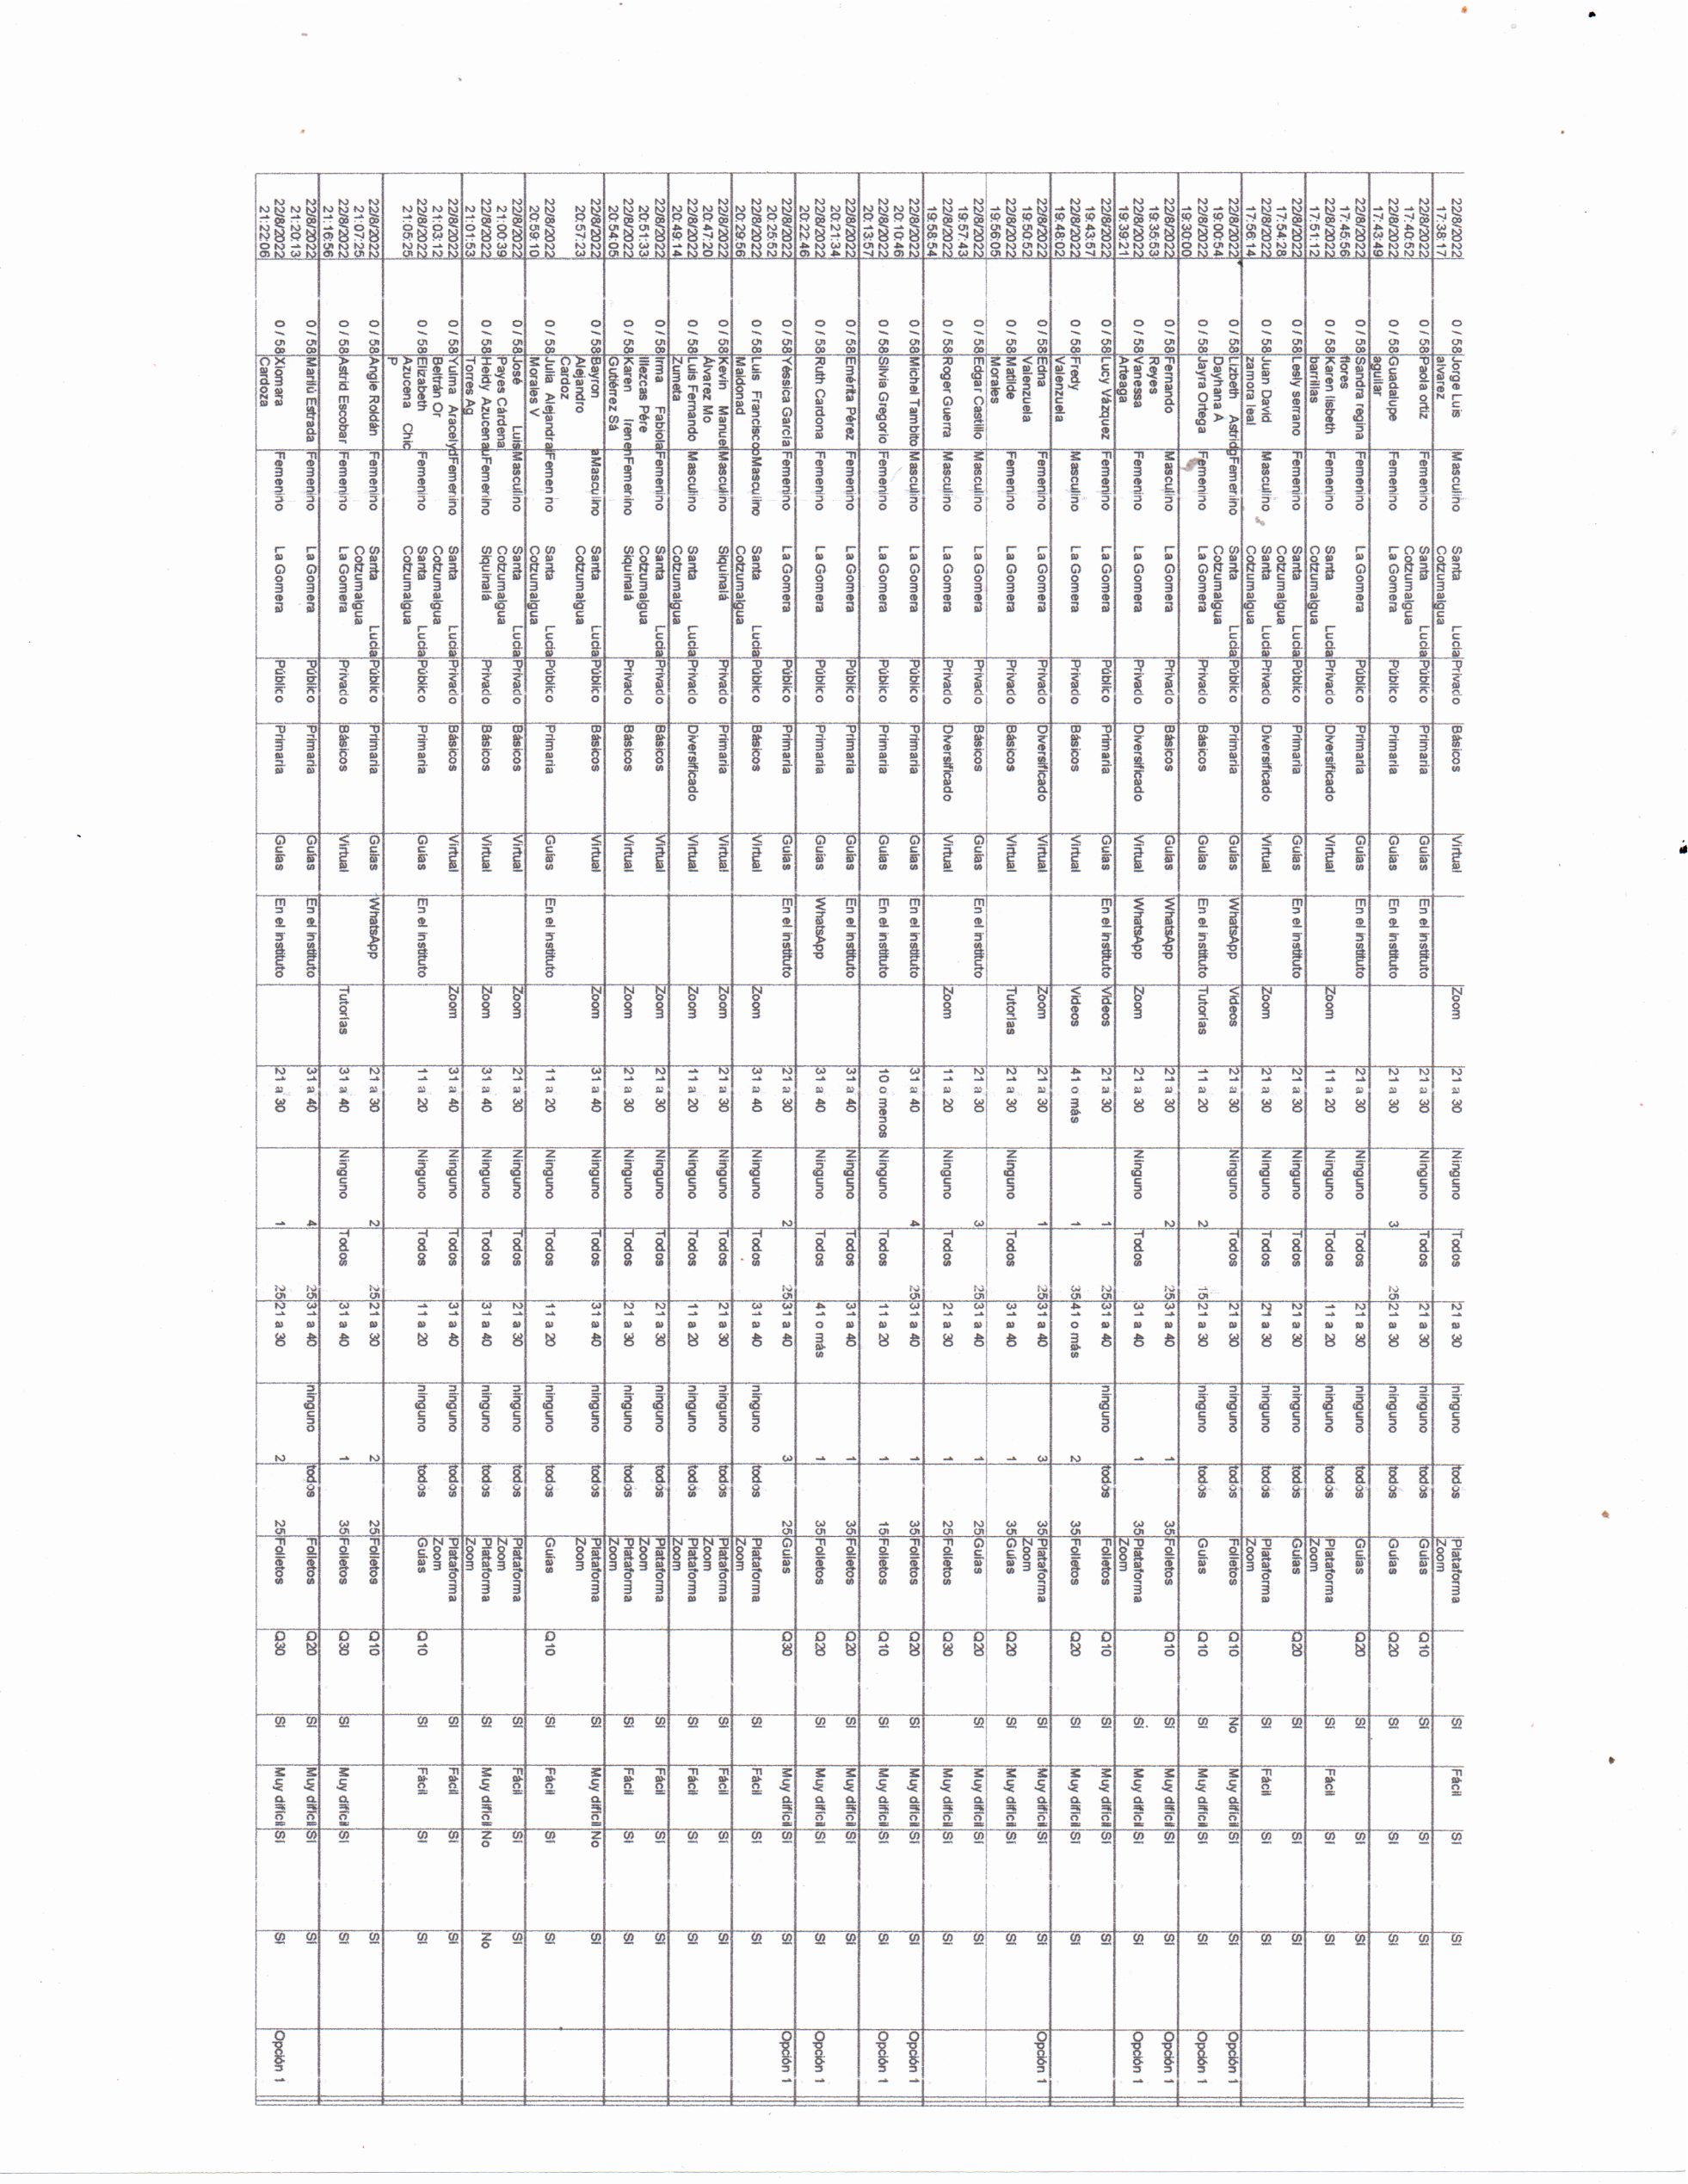 22/8/2022 0 / 58 Jorge Luis Masculino Santa Lucia Privado Básicos Virtual Zoom 21 a 30 Ninguno Todos 21 a 30 ninguno todos Plataforma Sí Fácil Sí Sí
17:38:17 alvarez Cotzumalgua Zoom
22/8/2022 0 / 58 Paola ortiz Femenino Santa Lucia Público Primaria Guías En el instituto 21 a 30 Ninguno Todos 21 a 30 ninguno todos Guías Q10 Sí Sí Sí
17:40:52 Cotzumalgua
22/8/2022 0 / 58 Guadalupe Femenino La Gomera Público Primaria Guías En el instituto 21 a 30 3 25 21 a 30 ninguno todos Guías Q20 Sí Sí Sí
17:43:49 aguilar
22/8/2022 0 / 58 Sandra regina Femenino La Gomera Público Primaria Guías En el instituto 21 a 30 Ninguno Todos 21 a 30 ninguno todos Guías Q20 Sí Sí Sí
17:45:56 flores
22/8/2022 0 / 58 Karen lisbeth Femenino Santa Lucia Privado Diversificado Virtual Zoom 11 a 20 Ninguno Todos 11 a 20 ninguno todos Plataforma Sí Fácil Sí Sí
17:51:12 barrillas Cotzumalgua Zoom
22/8/2022 0 / 58 Lesly serrano Femenino Santa Lucia Público Primaria Guías En el instituto 21 a 30 Ninguno Todos 21 a 30 ninguno todos Guías Q20 Sí Sí Sí
17:54:28 Cotzumalgua
22/8/2022 0 / 58 Juan David Masculino Santa Lucia Privado Diversificado Virtual Zoom 21 a 30 Ninguno Todos 21 a 30 ninguno todos Plataforma Sí Fácil Sí Sí
17:56:14 zamora leal Cotzumalgua Zoom
22/8/2022 0 / 58 Lizbeth Astrid Femenino Santa Lucia Público Primaria Guías WhatsApp Videos 21 a 30 Ninguno Todos 21 a 30 ninguno todos Folletos Q10 No Muy difícil Sí Sí Opción 1
19:00:54 Dayhana A Cotzumalgua
22/8/2022 0 / 58 Jayra Ortega Femenino La Gomera Privado Básicos Guías En el instituto Tutorías 11 a 20 2 15 21 a 30 ninguno todos Guías Q10 Sí Muy difícil Sí Sí Opción 1
19:30:00
22/8/2022 0 / 58 Fernando Masculino La Gomera Privado Básicos Guías WhatsApp 21 a 30 2 25 31 a 40 1 35 Folletos Q10 Sí Muy difícil Sí Sí Opción 1
19:35:53 Reyes
22/8/2022 0 / 58 Vanessa Femenino La Gomera Privado Diversificado Virtual WhatsApp Zoom 21 a 30 Ninguno Todos 31 a 40 1 35 Plataforma Sí Muy difícil Sí Sí Opción 1
19:39:21 Arteaga Zoom
22/8/2022 0 / 58 Lucy Vázquez Femenino La Gomera Público Primaria Guías En el instituto Videos 21 a 30 1 25 31 a 40 ninguno todos Folletos Q10 Sí Muy difícil Sí Sí
19:43:57
22/8/2022 0 / 58 Fredy Masculino La Gomera Privado Básicos Virtual Videos 41 o más 1 35 41 o más 2 35 Folletos Q20 Sí Muy difícil Sí Sí
19:48:02 Valenzuela
22/8/2022 0 / 58 Edna Femenino La Gomera Privado Diversificado Virtual Zoom 21 a 30 1 25 31 a 40 3 35 Plataforma Sí Muy difícil Sí Sí Opción 1
19:50:52 Valenzuela Zoom
22/8/2022 0 / 58 Matilde Femenino La Gomera Privado Básicos Virtual Tutorías 21 a 30 Ninguno Todos 31 a 40 1 35 Guías Q20 Sí Muy difícil Sí Sí
19:56:05 Morales
22/8/2022 0 / 58 Edgar Castillo Masculino La Gomera Privado Básicos Guías En el instituto 21 a 30 3 25 31 a 40 1 25 Guías Q20 Sí Muy difícil Sí Sí
19:57:43
22/8/2022 0 / 58 Roger Guerra Masculino La Gomera Privado Diversificado Virtual Zoom 11 a 20 Ninguno Todos 21 a 30 1 25 Folletos Q30 Muy difícil Sí Sí
19:58:54
22/8/2022 0 / 58 Michel Tambito Masculino La Gomera Público Primaria Guías En el instituto 31 a 40 4 25 31 a 40 1 35 Folletos Q20 Sí Muy difícil Sí Sí Opción 1
20:10:46
22/8/2022 0 / 58 Silvia Gregorio Femenino La Gomera Público Primaria Guías En el instituto 10 o menos Ninguno Todos 11 a 20 1 15 Folletos Q10 Sí Muy difícil Sí Sí Opción 1
20:13:57
22/8/2022 0 / 58 Emérita Pérez Femenino La Gomera Público Primaria Guías En el instituto 31 a 40 Ninguno Todos 31 a 40 1 35 Folletos Q20 Sí Muy difícil Sí Sí
20:21:34
22/8/2022 0 / 58 Ruth Cardona Femenino La Gomera Público Primaria Guías WhatsApp 31 a 40 Ninguno Todos 41 o más 1 35 Folletos Q20 Sí Muy difícil Sí Sí Opción 1
20:22:46
22/8/2022 0 / 58 Yéssica García Femenino La Gomera Público Primaria Guías En el instituto 21 a 30 2 25 31 a 40 3 25 Guías Q30 Muy difícil Sí Sí Opción 1
20:25:52
22/8/2022 0 / 58 Luis Francisco Masculino Santa Lucia Público Básicos Virtual Zoom 31 a 40 Ninguno Todos 31 a 40 ninguno todos Plataforma Sí Fácil Sí Sí
20:29:56 Maldonad Cotzumalgua Zoom
22/8/2022 0 / 58 Kevin Manuel Masculino Siquinalá Privado Primaria Virtual Zoom 21 a 30 Ninguno Todos 21 a 30 ninguno todos Plataforma Sí Fácil Sí Sí
20:47:20 Álvarez Mo Zoom
22/8/2022 0 / 58 Luis Fernando Masculino Santa Lucia Privado Diversificado Virtual Zoom 11 a 20 Ninguno Todos 11 a 20 ninguno todos Plataforma Sí Fácil Sí Sí
20:49:14 Zumeta Cotzumalgua Zoom
22/8/2022 0 / 58 Irma Fabiola Femenino Santa Lucia Privado Básicos Virtual Zoom 21 a 30 Ninguno Todos 21 a 30 ninguno todos Plataforma Sí Fácil Sí Sí
20:51:33 Illezcas Pére Cotzumalgua Zoom
22/8/2022 0 / 58 Karen Irene Femenino Siquinalá Privado Básicos Virtual Zoom 21 a 30 Ninguno Todos 21 a 30 ninguno todos Plataforma Sí Fácil Sí Sí
20:54:05 Gutiérrez Sá Zoom
22/8/2022 0 / 58 Bayron Masculino Santa Lucia Público Básicos Virtual Zoom 31 a 40 Ninguno Todos 31 a 40 ninguno todos Plataforma Sí Muy difícil No Sí
20:57:23 Alejandro Cotzumalgua Zoom
Cardoz
22/8/2022 0 / 58 Julia Alejandra Femenino Santa Lucia Público Primaria Guías En el instituto 11 a 20 Ninguno Todos 11 a 20 ninguno todos Guías Q10 Sí Fácil Sí Sí
20:59:10 Morales V Cotzumalgua
22/8/2022 0 / 58 José Luis Masculino Santa Lucia Privado Básicos Virtual Zoom 21 a 30 Ninguno Todos 21 a 30 ninguno todos Plataforma Sí Fácil Sí Sí
21:00:39 Payes Cárdena Cotzumalgua Zoom
22/8/2022 0 / 58 Heidy Azucena Femenino Siquinalá Privado Básicos Virtual Zoom 31 a 40 Ninguno Todos 31 a 40 ninguno todos Plataforma Sí Muy difícil No No
21:01:53 Torres Ag Zoom
22/8/2022 0 / 58 Yulma Aracely Femenino Santa Lucia Privado Básicos Virtual Zoom 31 a 40 Ninguno Todos 31 a 40 ninguno todos Plataforma Sí Fácil Sí Sí
21:03:12 Beltrán Or Cotzumalgua Zoom
22/8/2022 0 / 58 Elizabeth Femenino Santa Lucia Público Primaria Guías En el instituto 11 a 20 Ninguno Todos 11 a 20 ninguno todos Guías Q10 Sí Fácil Sí Sí
21:05:25 Azucena Chic Cotzumalgua
P
22/8/2022 0 / 58 Angie Roldán Femenino Santa Lucia Público Primaria Guías WhatsApp 21 a 30 2 25 21 a 30 2 25 Folletos Q10 Sí
21:07:25 Cotzumalgua
22/8/2022 0 / 58 Astrid Escobar Femenino La Gomera Privado Básicos Virtual Tutorías 31 a 40 Ninguno Todos 31 a 40 1 35 Folletos Q30 Sí Muy difícil Sí Sí
21:16:56
22/8/2022 0 / 58 Marilú Estrada Femenino La Gomera Público Primaria Guías En el instituto 31 a 40 4 25 31 a 40 ninguno todos Folletos Q20 Sí Muy difícil Sí Sí
21:20:13
22/8/2022 0 / 58 Xiomara Femenino La Gomera Público Primaria Guías En el instituto 21 a 30 1 25 21 a 30 2 25 Folletos Q30 Sí Muy difícil Sí Sí Opción 1
21:22:06 Cardoza